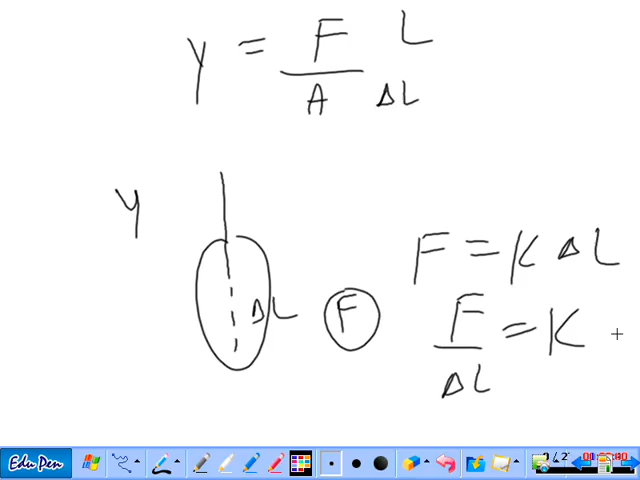 y = F L
A ΔL
y
ΔL
F
F = K ΔL
F = K
ΔL
Edu Pen